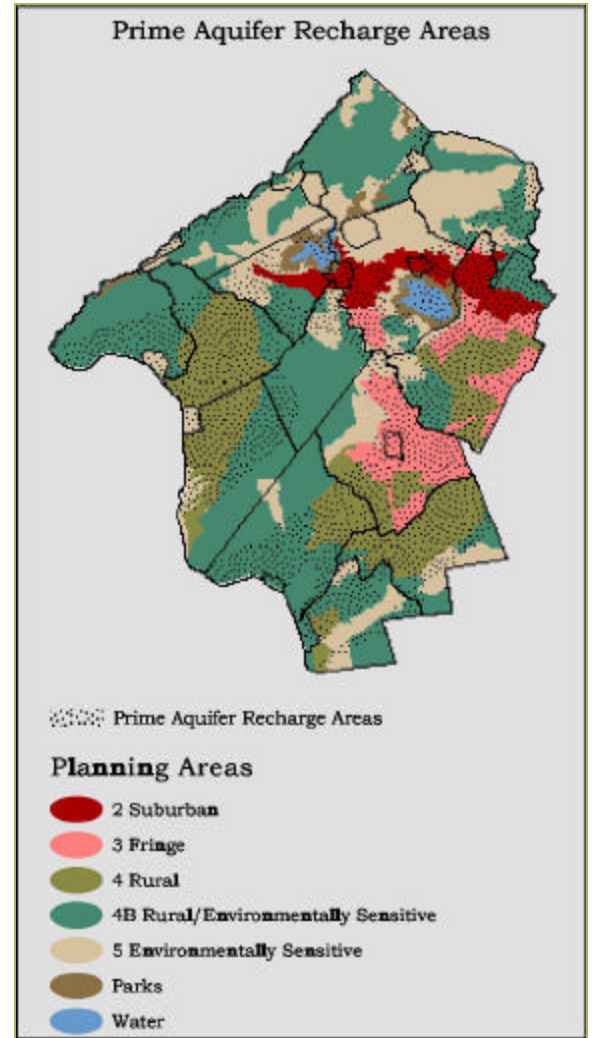 Prime Aquifer Recharge Areas
Prime Aquifer Recharge Areas
Planning Areas
2 Suburban
3 Fringe
4 Rural
4B Rural/Environmentally Sensitive
5 Environmentally Sensitive
Parks
Water